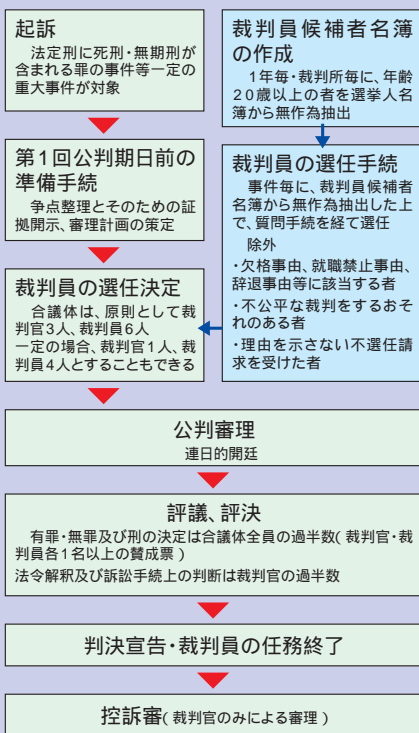 起訴
法定刑に死刑・無期刑が
含まれる罪の事件等一定の
重大事件が対象
第1回公判期日前の
準備手続
争点整理とそのための証
拠開示、審理計画の策定
裁判員の選任決定
合議体は、原則として裁
判官3人、裁判員6人
一定の場合、裁判官1人、裁
判員4人とすることもできる
裁判員候補者名簿
の作成
1年毎・裁判所毎に、年齢
20歳以上の者を選挙人名
簿から無作為抽出
裁判員の選任手続
事件毎に、裁判員候補者
名簿から無作為抽出した上
で、質問手続を経て選任
除外
・欠格事由、就職禁止事由、
辞退事由等に該当する者
・不公平な裁判をするおそ
れのある者
・理由を示さない不選任請
求を受けた者
公判審理
連日的開廷
評議、評決
有罪・無罪及び刑の決定は合議体全員の過半数(裁判官・裁
判員各1名以上の賛成票)
法令解釈及び訴訟手続上の判断は裁判官の過半数
判決宣告・裁判員の任務終了
控訴審(裁判官のみによる審理)